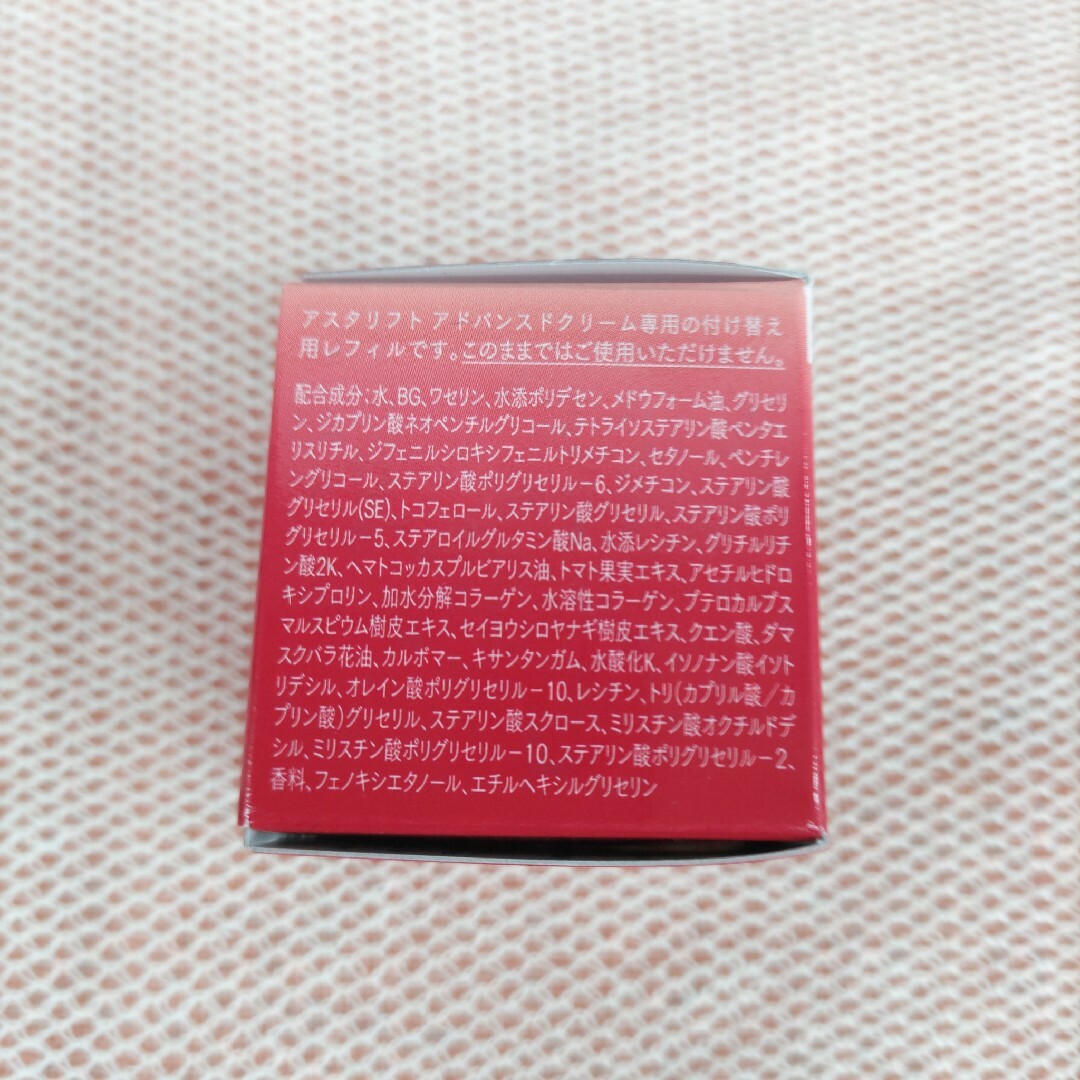 アスタリフト アドバンスドクリーム専用の付け替え
用レフィルです。このままではご使用いただけません。
配合成分:水、BG、ワセリン、水添ポリデセン、メドウフォーム油、グリセリ
ン、ジカプリン酸ネオペンチルグリコール、テトライソステアリン酸ペンタエ
リスリチル、ジフェニルシロキシフェニルトリメチコン、セタノール、ペンチレ
ングリコール、ステアリン酸ポリグリセリル−6、ジメチコン、ステアリン酸
グリセリル(SE)、トコフェロール、ステアリン酸グリセリル、ステアリン酸ポリ
グリセリル−5、ステアロイルグルタミン酸Na、水添レシチン、グリチルリチ
ン酸2K、ヘマトコッカスプルビアリス油、トマト果実エキス、アセチルヒドロ
キシプロリン、加水分解コラーゲン、水溶性コラーゲン、プテロカルプス
マルスピウム樹皮エキス、セイヨウシロヤナギ樹皮エキス、クエン酸、ダマ
スクバラ花油、カルボマー、キサンタンガム、水酸化K、イソノナン酸イソト
リデシル、オレイン酸ポリグリセリル−10、レシチン、トリ(カプリル酸/カ
プリン酸)グリセリル、ステアリン酸スクロース、ミリスチン酸オクチルドデ
シル、ミリスチン酸ポリグリセリル−10、ステアリン酸ポリグリセリル−2、
香料、フェノキシエタノール、エチルヘキシルグリセリン